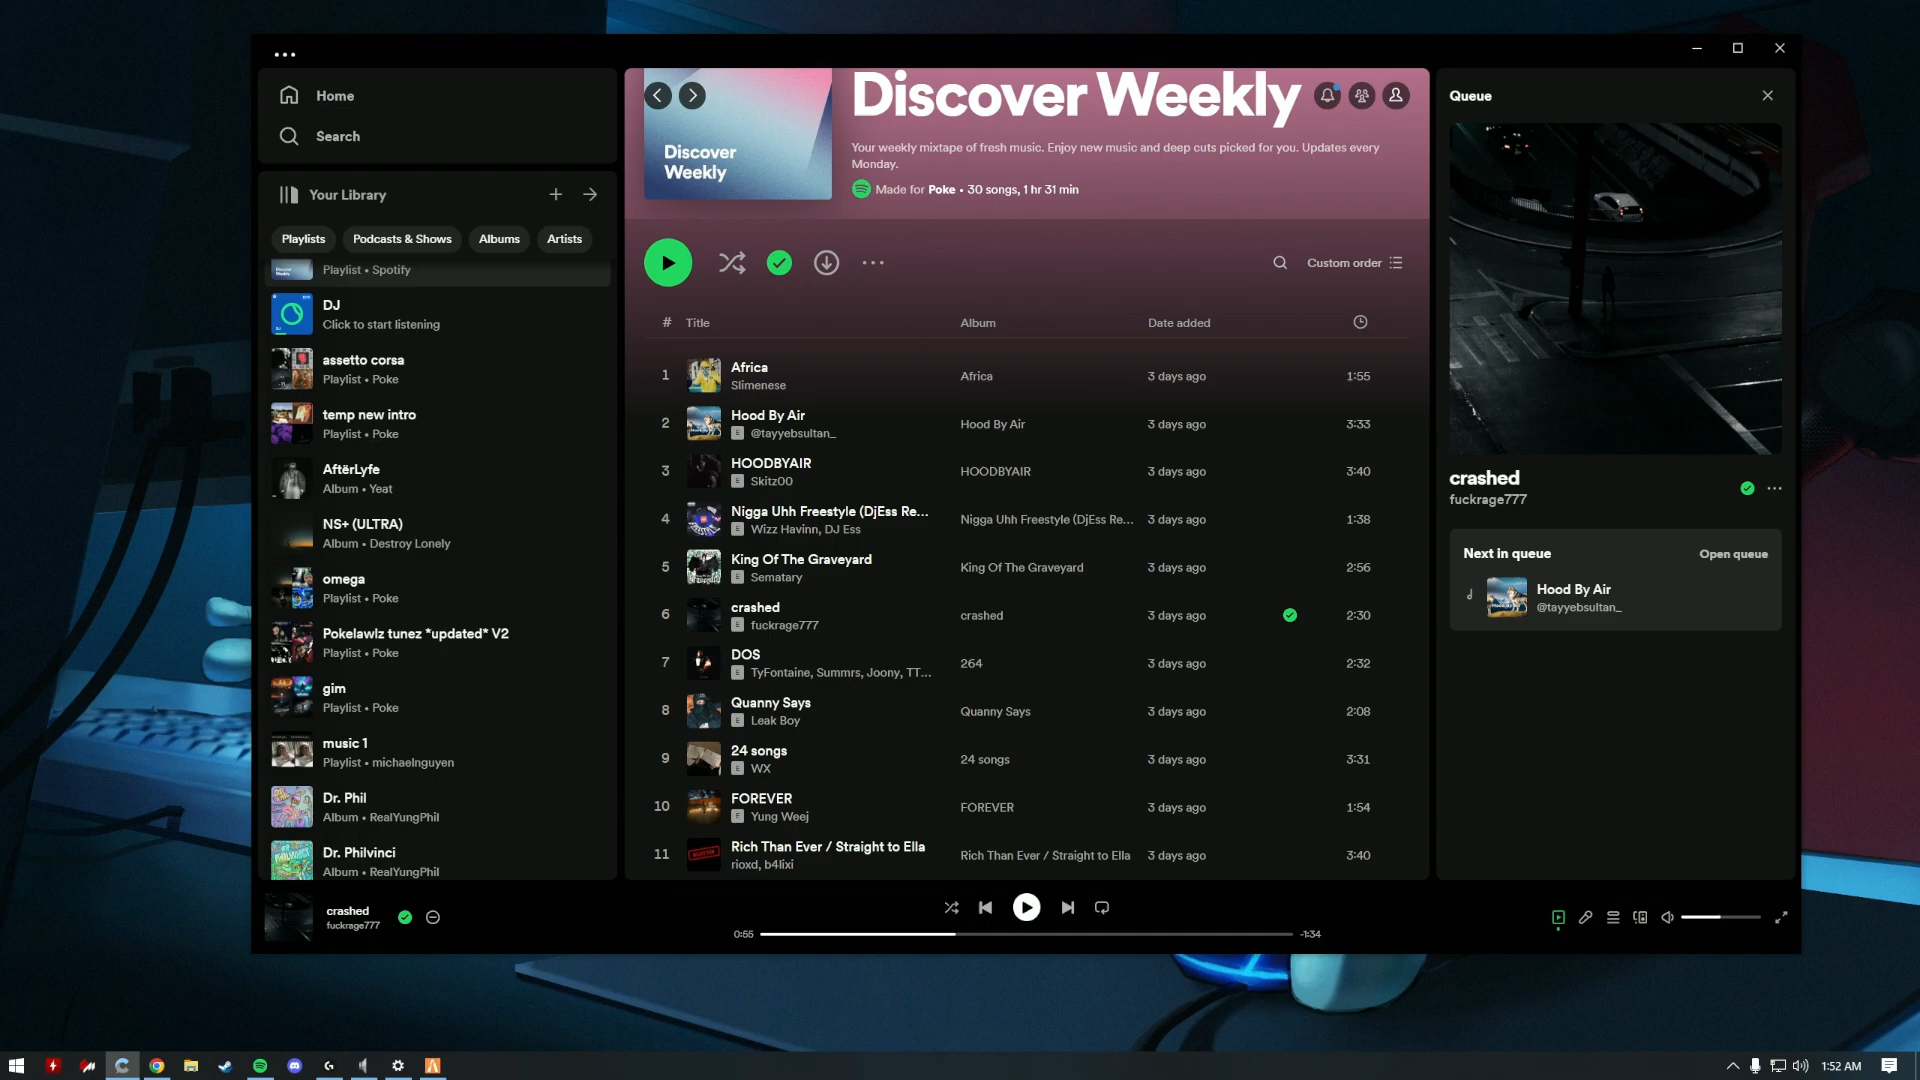 Home
Search
Your Library
Playlists
Podcasts & Shows
Albums
Artists
Playlist • Spotify
DJ
Click to start listening
assetto corsa
Playlist • Poke
temp new intro
Playlist • Poke
AftërLyfe
Album • Yeat
NS+ (ULTRA)
Album • Destroy Lonely
omega
Playlist • Poke
Pokelawlz tunez *updated* V2
Playlist • Poke
gim
Playlist • Poke
music 1
Playlist • michaelnguyen
Dr. Phil
Album • RealYungPhil
Dr. Philvinci
Album • RealYungPhil
Discover
Weekly
Discover Weekly
Your weekly mixtape of fresh music. Enjoy new music and deep cuts picked for you. Updates every
Monday.
Made for Poke • 30 songs, 1 hr 31 min
Custom order
# Title Album Date added
1 Africa Africa 3 days ago 1:55
Slimenese
2 Hood By Air Hood By Air 3 days ago 3:33
E @tayyebsultan_
3 HOODBYAIR HOODBYAIR 3 days ago 3:40
E Skitz00
4 Nigga Uhh Freestyle (DjEss Re... Nigga Uhh Freestyle (DjEss Re... 3 days ago 1:38
E Wizz Havinn, DJ Ess
5 King Of The Graveyard King Of The Graveyard 3 days ago 2:56
E Sematary
6 crashed crashed 3 days ago 2:30
E fuckrage777
7 DOS 264 3 days ago 2:32
E TyFontaine, Summrs, Joony, TT...
8 Quanny Says Quanny Says 3 days ago 2:08
E Leak Boy
9 24 songs 24 songs 3 days ago 3:31
E WX
10 FOREVER FOREVER 3 days ago 1:54
E Yung Weej
11 Rich Than Ever / Straight to Ella Rich Than Ever / Straight to Ella 3 days ago 3:40
rioxd, b4lixi
Queue
crashed
fuckrage777
Next in queue
Open queue
Hood By Air
@tayyebsultan_
crashed
fuckrage777
0:55
-1:34
1:52 AM